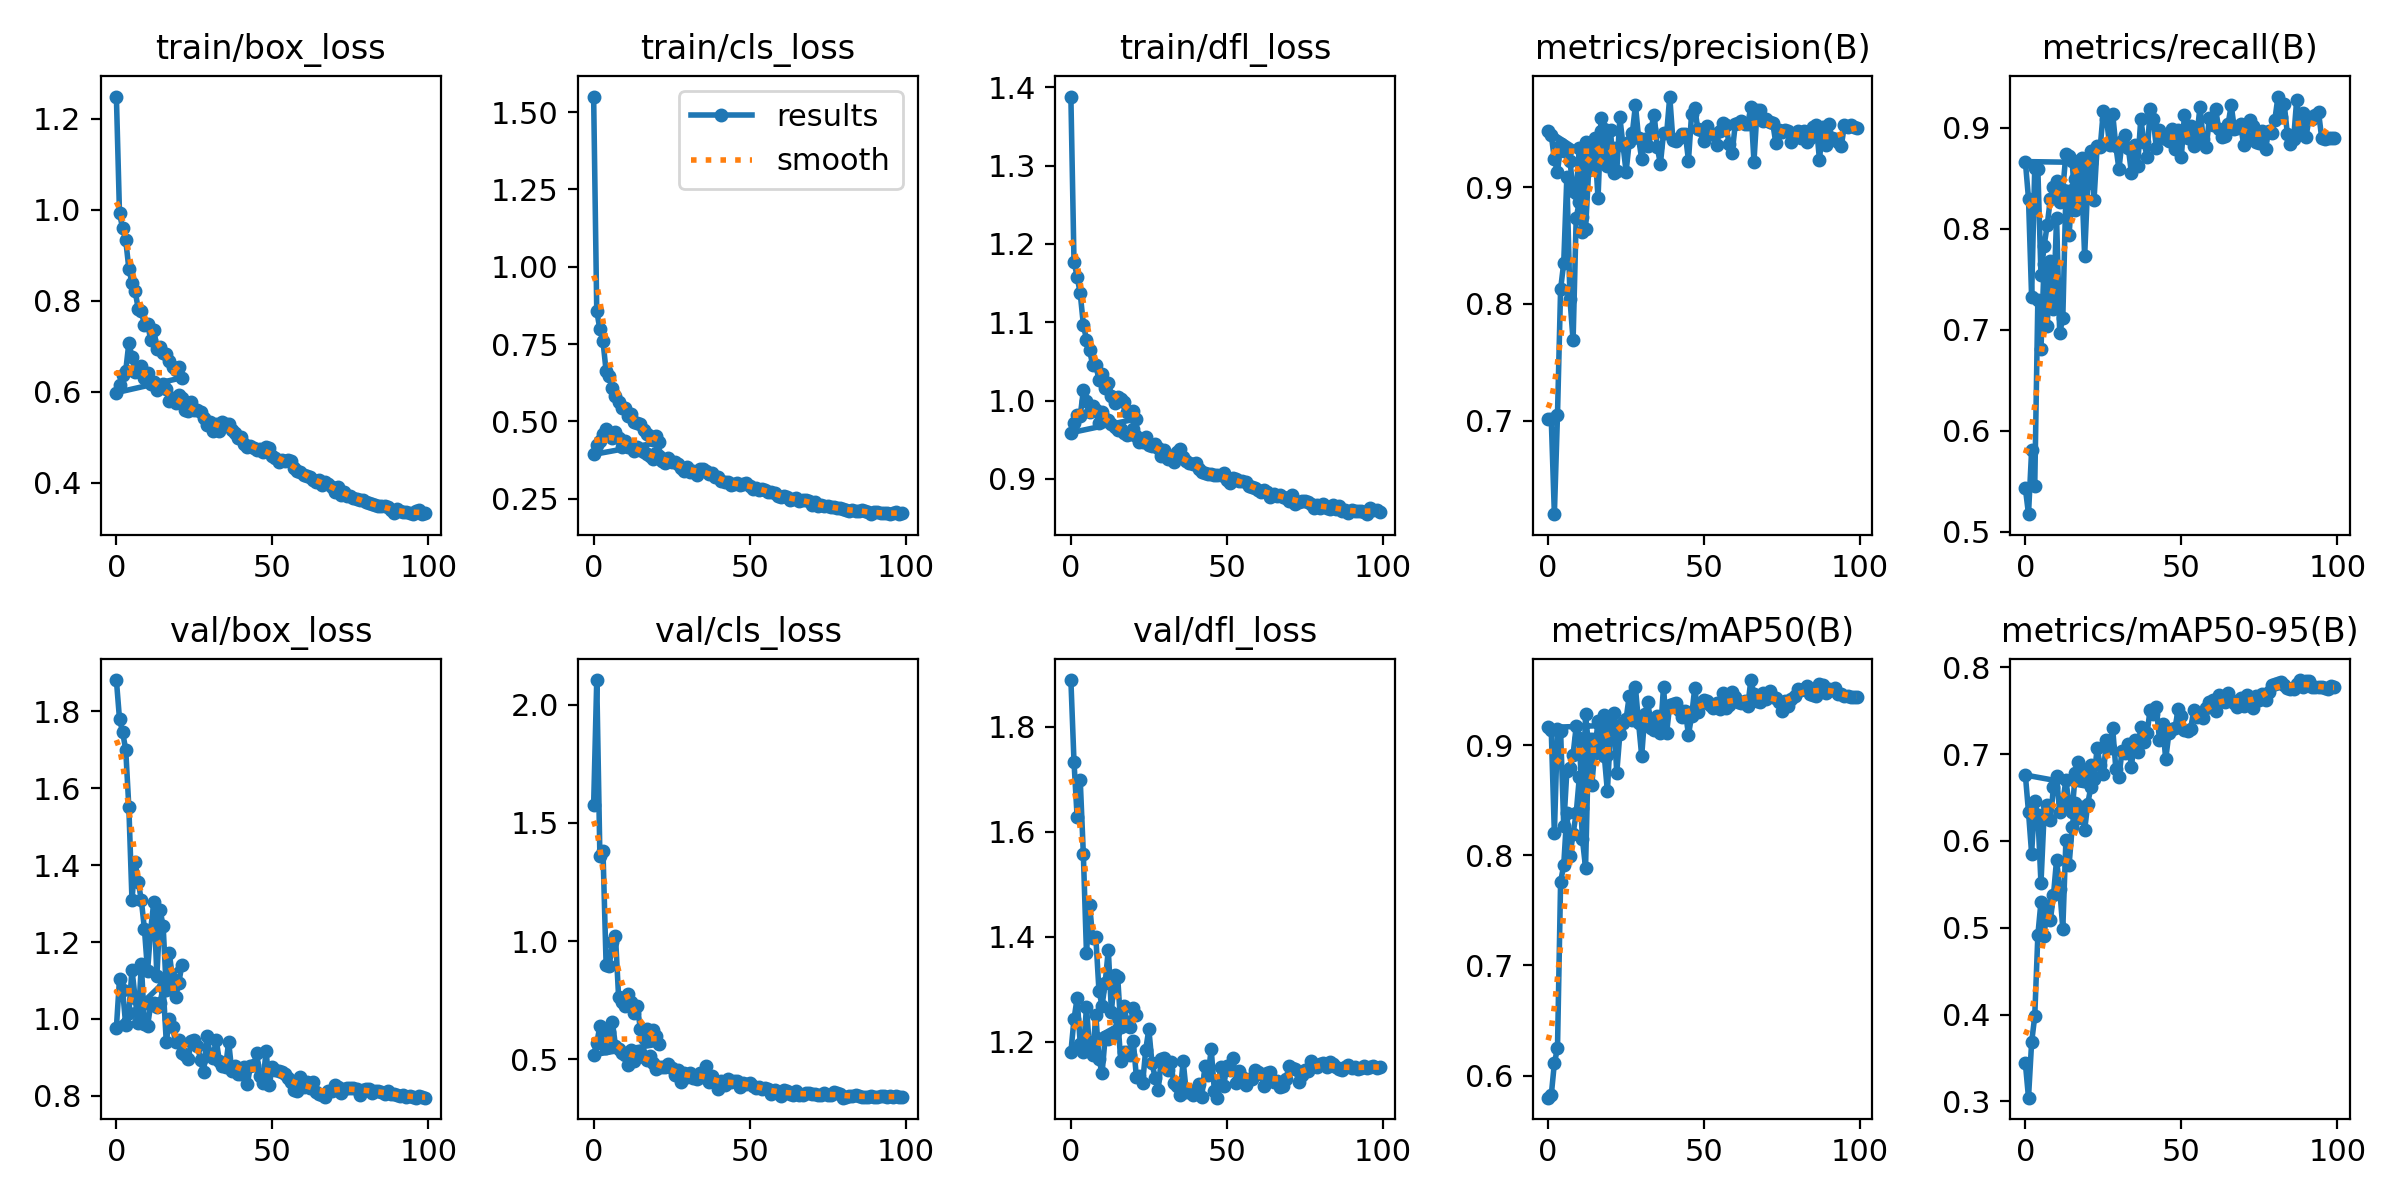 train/box_loss
1.2
1.0
0.8
0.6
0.4
0 50 100
train/cls_loss
results
smooth
1.50
1.25
1.00
0.75
0.50
0.25
0 50 100
train/dfl_loss
1.4
1.3
1.2
1.1
1.0
0.9
0 50 100
metrics/precision(B)
0.9
0.8
0.7
0 50 100
metrics/recall(B)
0.9
0.8
0.7
0.6
0.5
0 50 100
val/box_loss
1.8
1.6
1.4
1.2
1.0
0.8
0 50 100
val/cls_loss
2.0
1.5
1.0
0.5
0 50 100
val/dfl_loss
1.8
1.6
1.4
1.2
0 50 100
metrics/mAP50(B)
0.9
0.8
0.7
0.6
0 50 100
metrics/mAP50-95(B)
0.8
0.7
0.6
0.5
0.4
0.3
0 50 100